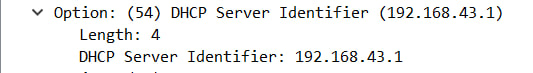 Option: (54) DHCP Server Identifier (192.168.43.1)
Length: 4
DHCP Server Identifier: 192.168.43.1